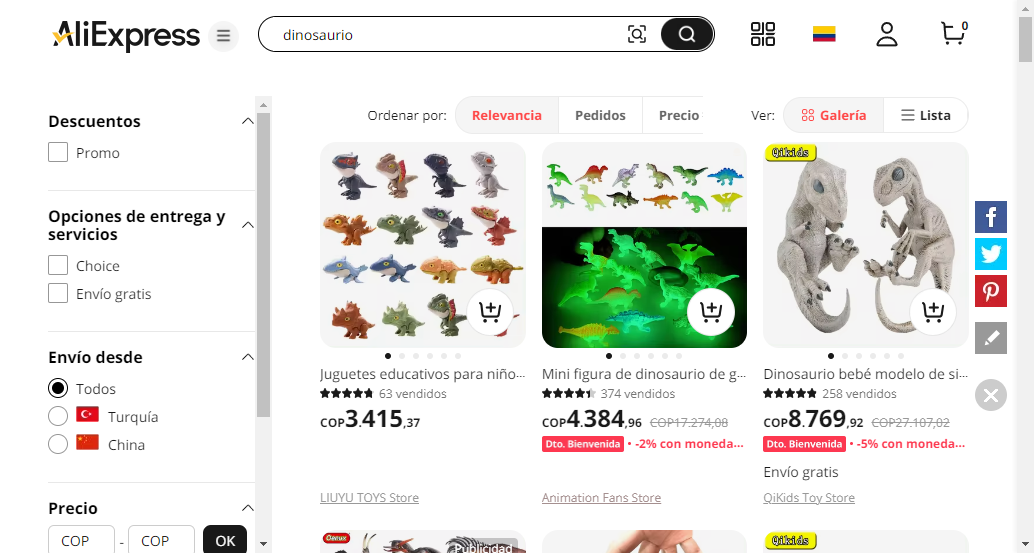 AliExpress
dinosaurio
0
Descuentos
Promo
Opciones de entrega y
servicios
Choice
Envío gratis
Envío desde
Todos
Turquía
China
Precio
COP - COP OK
Ordenar por: Relevancia Pedidos Precio
Ver: Galería Lista
Juguetes educativos para niño...
63 vendidos
COP3.415,37
LIUYU TOYS Store
Mini figura de dinosaurio de g...
374 vendidos
COP4.384,96 COP17.274,08
Dto. Bienvenida • -2% con moneda...
Animation Fans Store
Qikids
Dinosaurio bebé modelo de si...
258 vendidos
COP8.769,92 COP27.107,02
Dto. Bienvenida • -5% con moneda...
Envío gratis
QiKids Toy Store
Oenux
Publicidad
Qikids